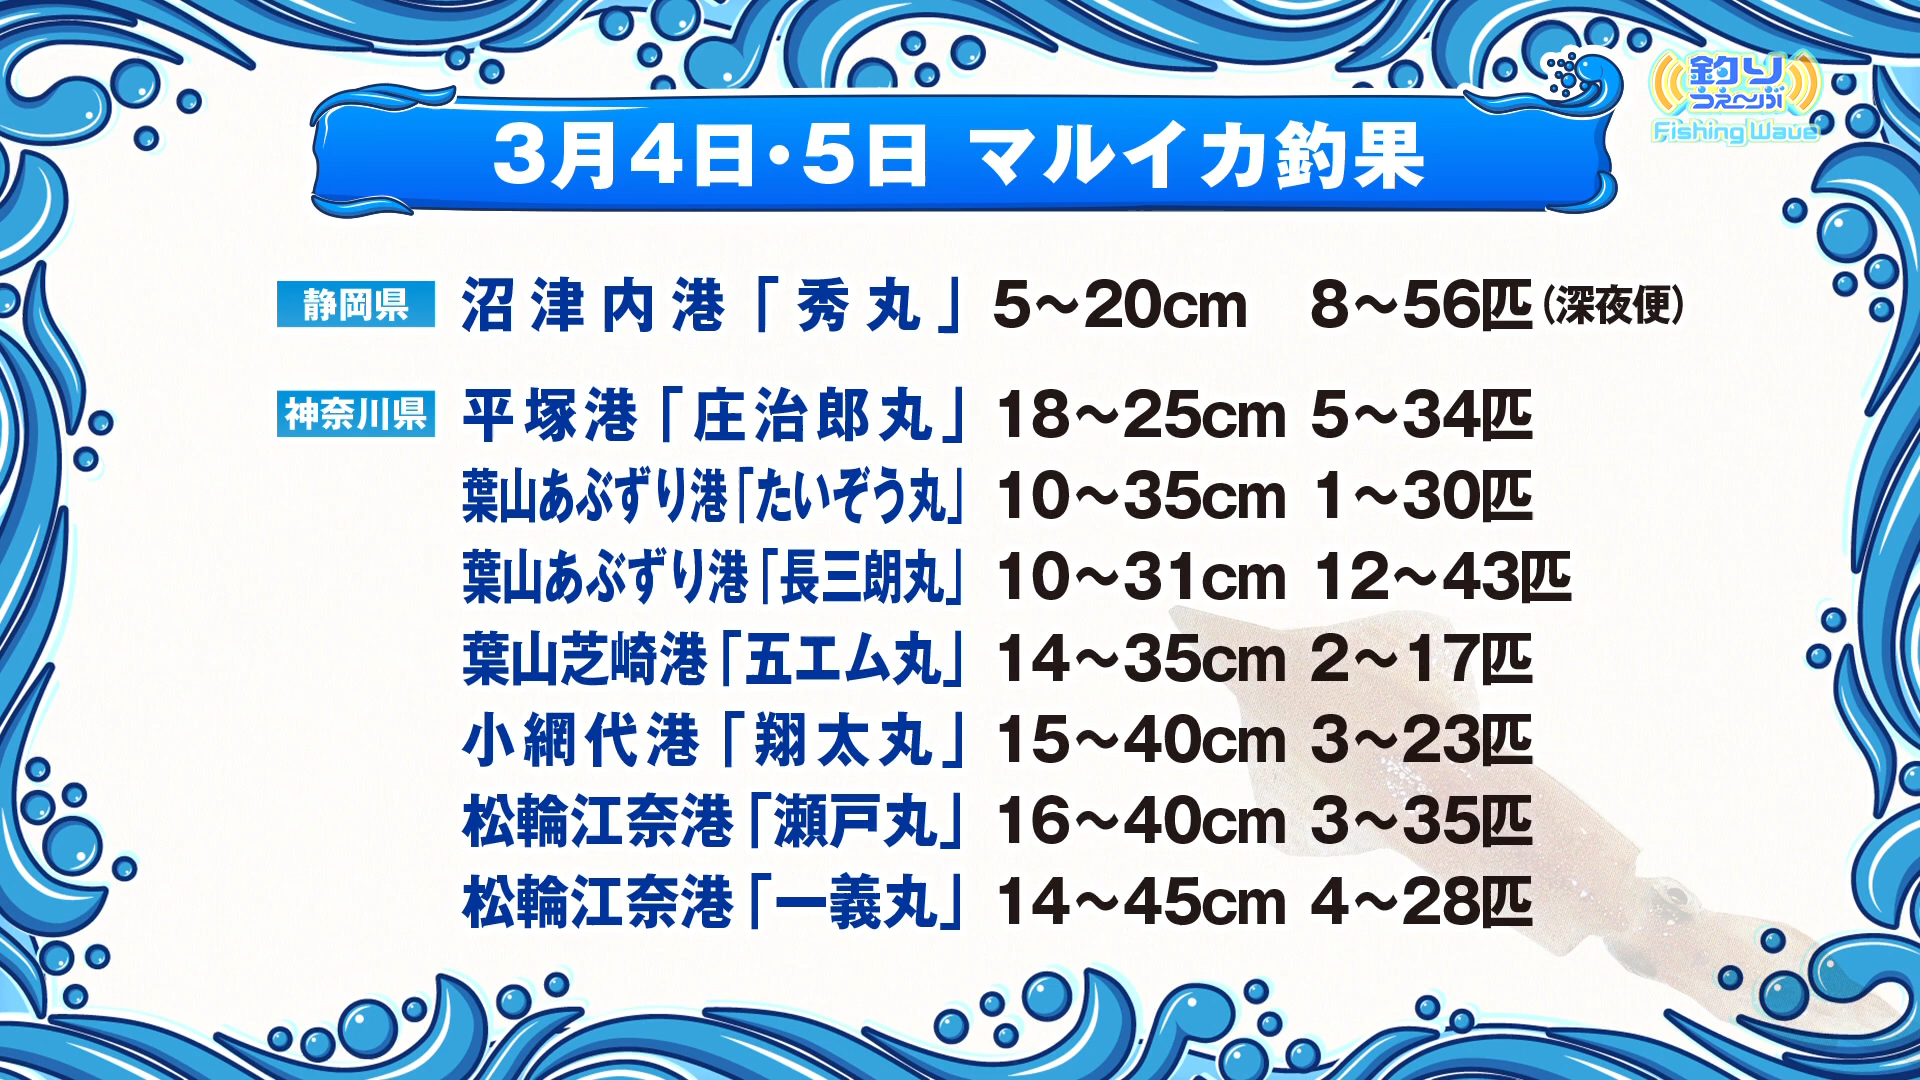 釣り
うぇ〜ぶ
Fishing Wave
3月4日・5日 マルイカ釣果
静岡県 沼津内港「秀丸」 5〜20cm 8〜56匹(深夜便)
神奈川県 平塚港「庄治郎丸」 18〜25cm 5〜34匹
葉山あぶずり港「たいぞう丸」 10〜35cm 1〜30匹
葉山あぶずり港「長三朗丸」 10〜31cm 12〜43匹
葉山芝崎港「五エム丸」 14〜35cm 2〜17匹
小網代港「翔太丸」 15〜40cm 3〜23匹
松輪江奈港「瀬戸丸」 16〜40cm 3〜35匹
松輪江奈港「一義丸」 14〜45cm 4〜28匹